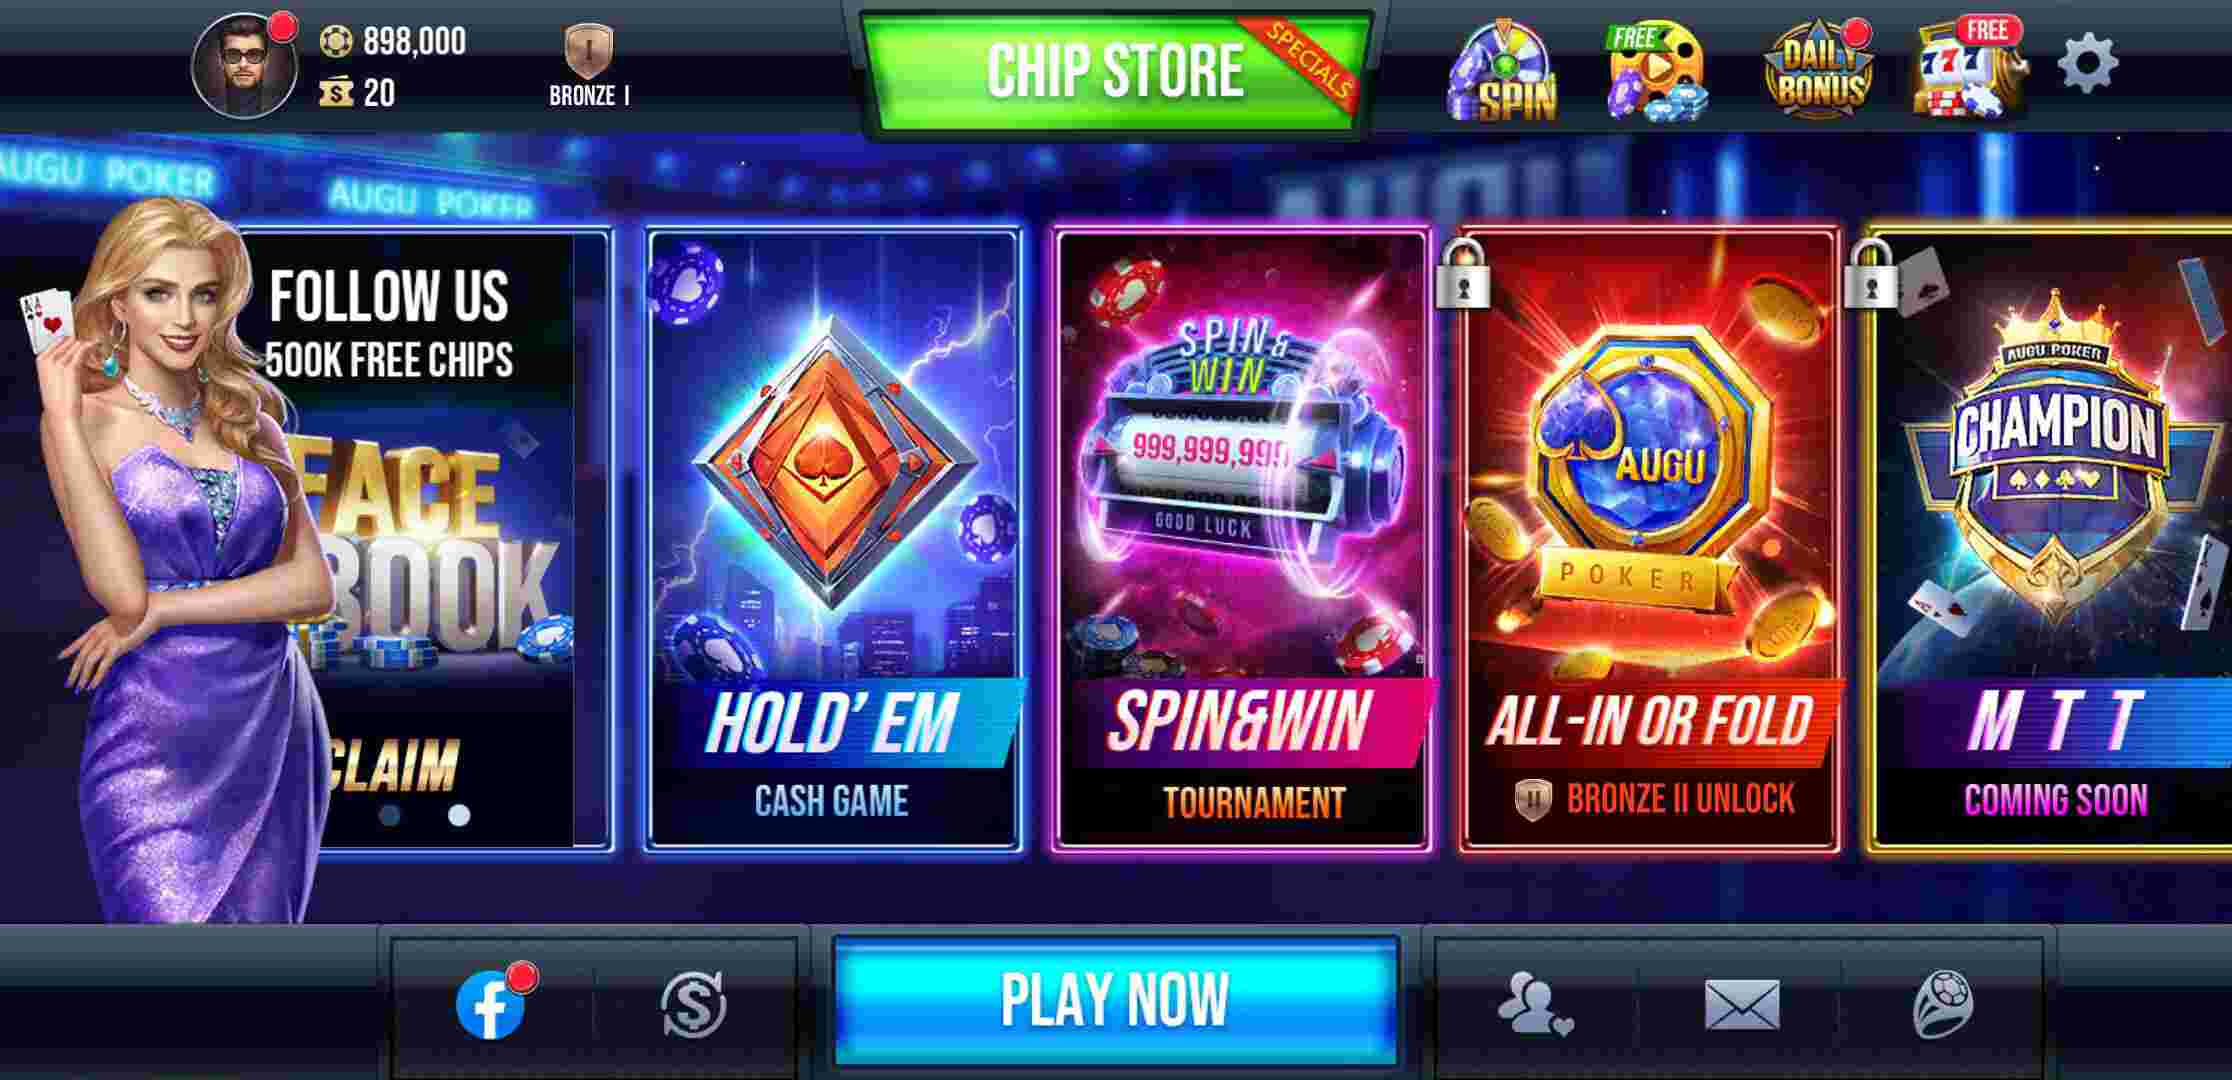 898,000
20
BRONZE I
CHIP STORE
SPECIALS
SPIN
FREE
DAILY
BONUS
FREE
777
AUGU POKER
AUGU POKER
AUGU
FOLLOW US
500K FREE CHIPS
FACE
BOOK
CLAIM
HOLD'EM
CASH GAME
SPIN&
WIN
999,999,999
GOOD LUCK
SPIN&WIN
TOURNAMENT
AUGU
POKER
ALL-IN OR FOLD
II BRONZE II UNLOCK
AUGU POKER
CHAMPION
MTT
COMING SOON
PLAY NOW